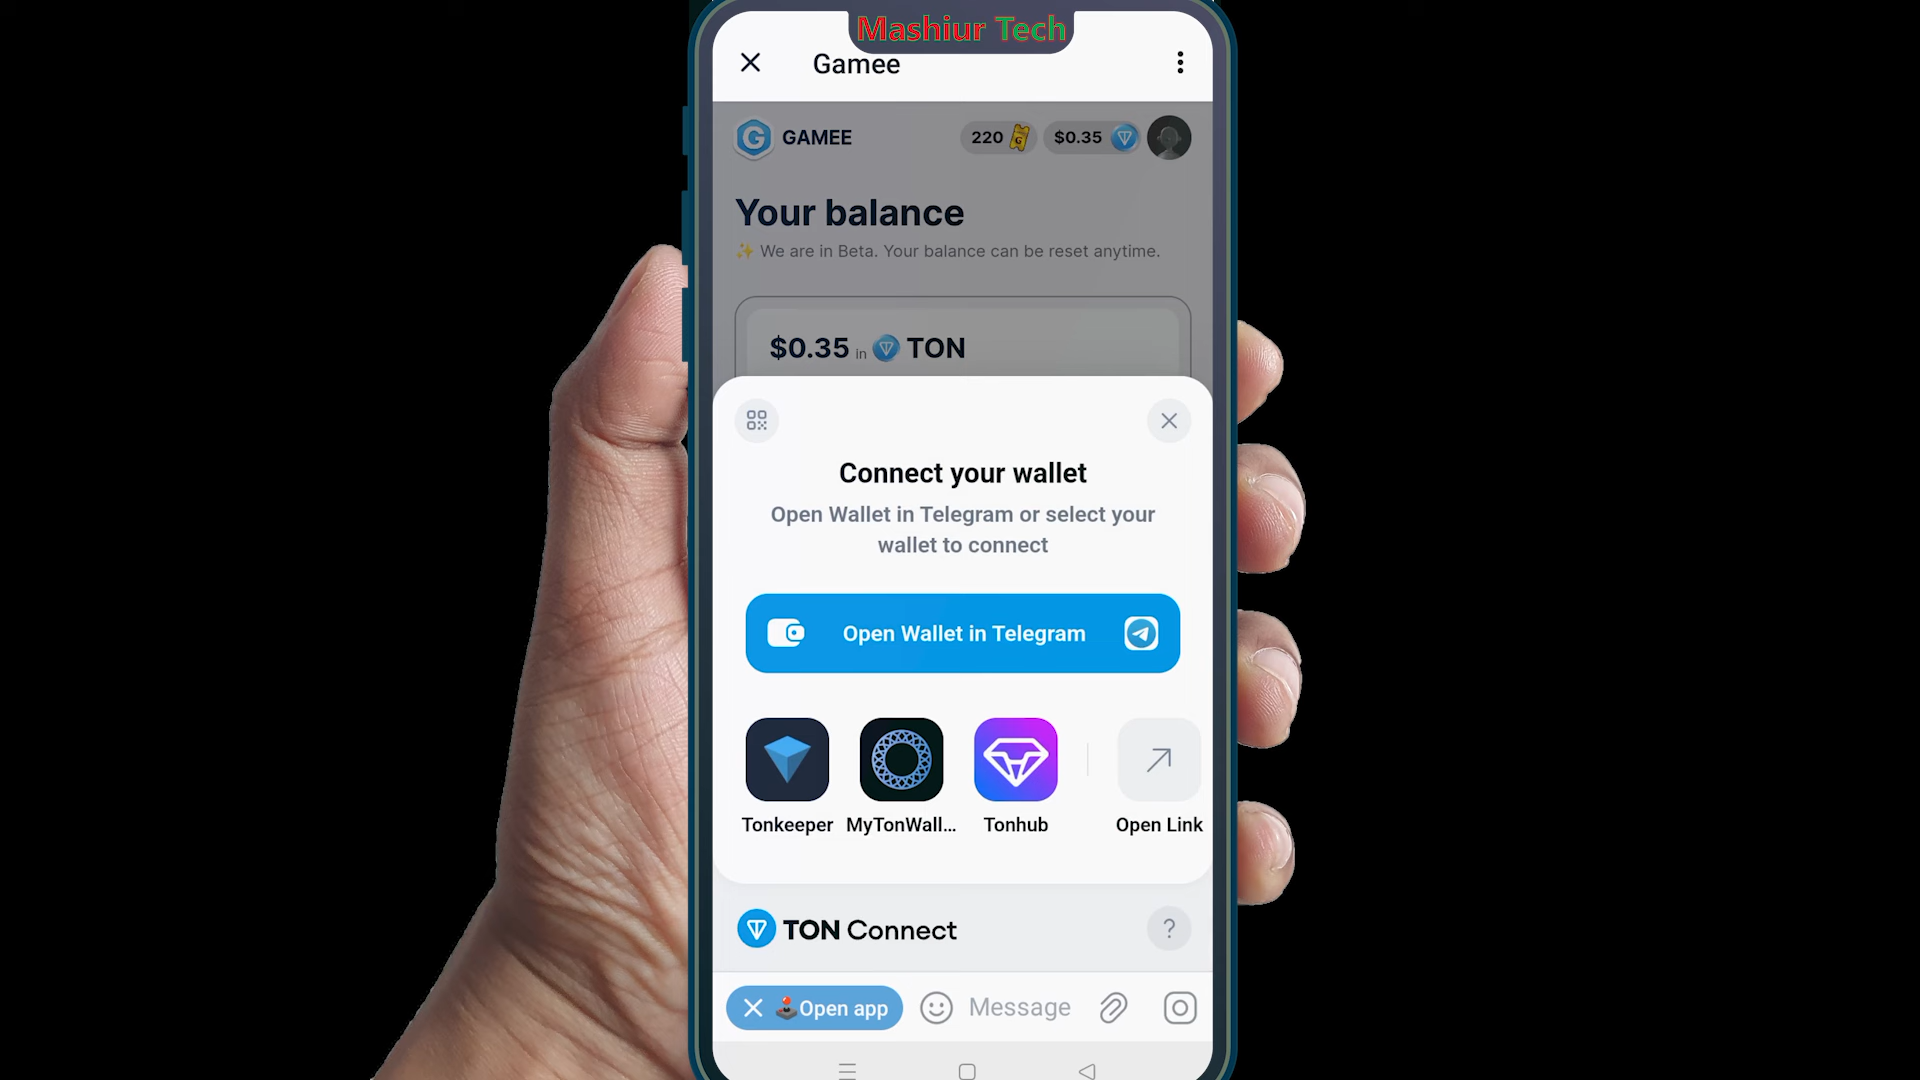 Mashiur Tech
Gamee
GAMEE
220
$0.35
Your balance
✨ We are in Beta. Your balance can be reset anytime.
$0.35 in TON
Connect your wallet
Open Wallet in Telegram or select your
wallet to connect
Open Wallet in Telegram
Tonkeeper
MyTonWall...
Tonhub
Open Link
TON Connect
?
🕹️Open app
Message